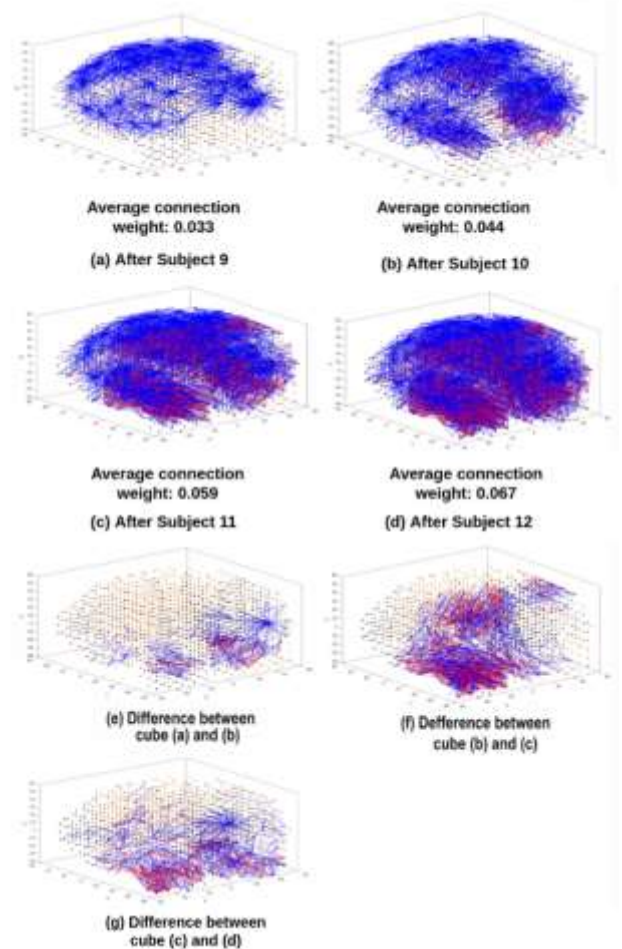 Average connection
weight: 0.033
(a) After Subject 9
Average connection
weight: 0.044
(b) After Subject 10
Average connection
weight: 0.059
(c) After Subject 11
Average connection
weight: 0.067
(d) After Subject 12
(e) Difference between
cube (a) and (b)
(f) Defference between
cube (b) and (c)
(g) Difference between
cube (c) and (d)